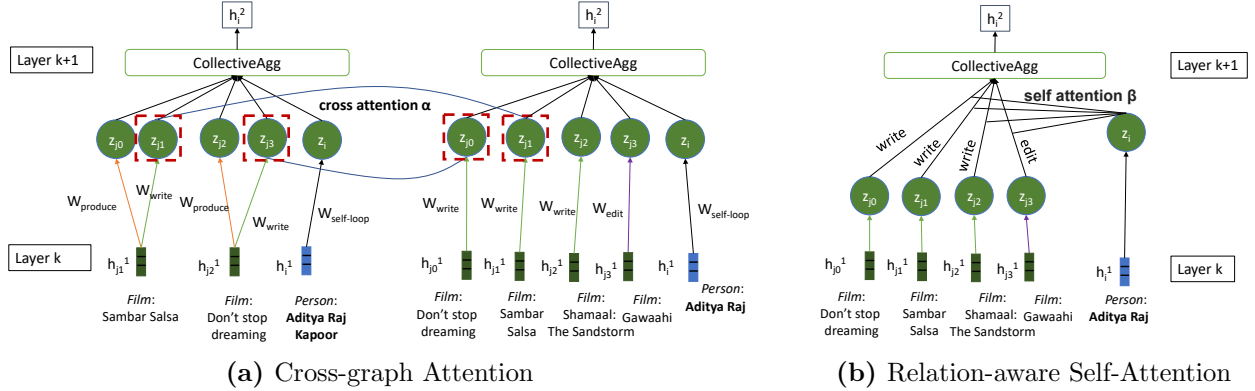 h_i^2
h_i^2
h_i^2
Layer k+1
CollectiveAgg
CollectiveAgg
CollectiveAgg
Layer k+1
cross attention α
self attention β
z_j0
z_j1
z_j2
z_j3
z_i
z_j0
z_j1
z_j2
z_j3
z_i
z_i
write
write
write
edit
z_j0
z_j1
z_j2
z_j3
W_produce
W_write
W_produce
W_write
W_self-loop
W_write
W_write
W_write
W_edit
W_self-loop
Layer k
h_j1^1
h_j2^1
h_i^1
h_j0^1
h_j1^1
h_j2^1
h_j3^1
h_i^1
h_j0^1
h_j1^1
h_j2^1
h_j3^1
h_i^1
Layer k
Film:
Sambar Salsa
Film:
Don't stop
dreaming
Person:
Aditya Raj
Kapoor
Film:
Don't stop
dreaming
Film:
Sambar
Salsa
Film:
Shamaal:
The Sandstorm
Film:
Gawaahi
Person:
Aditya Raj
Film:
Don't stop
dreaming
Film:
Sambar
Salsa
Film:
Shamaal:
The Sandstorm
Film:
Gawaahi
Person:
Aditya Raj
(a) Cross-graph Attention
(b) Relation-aware Self-Attention